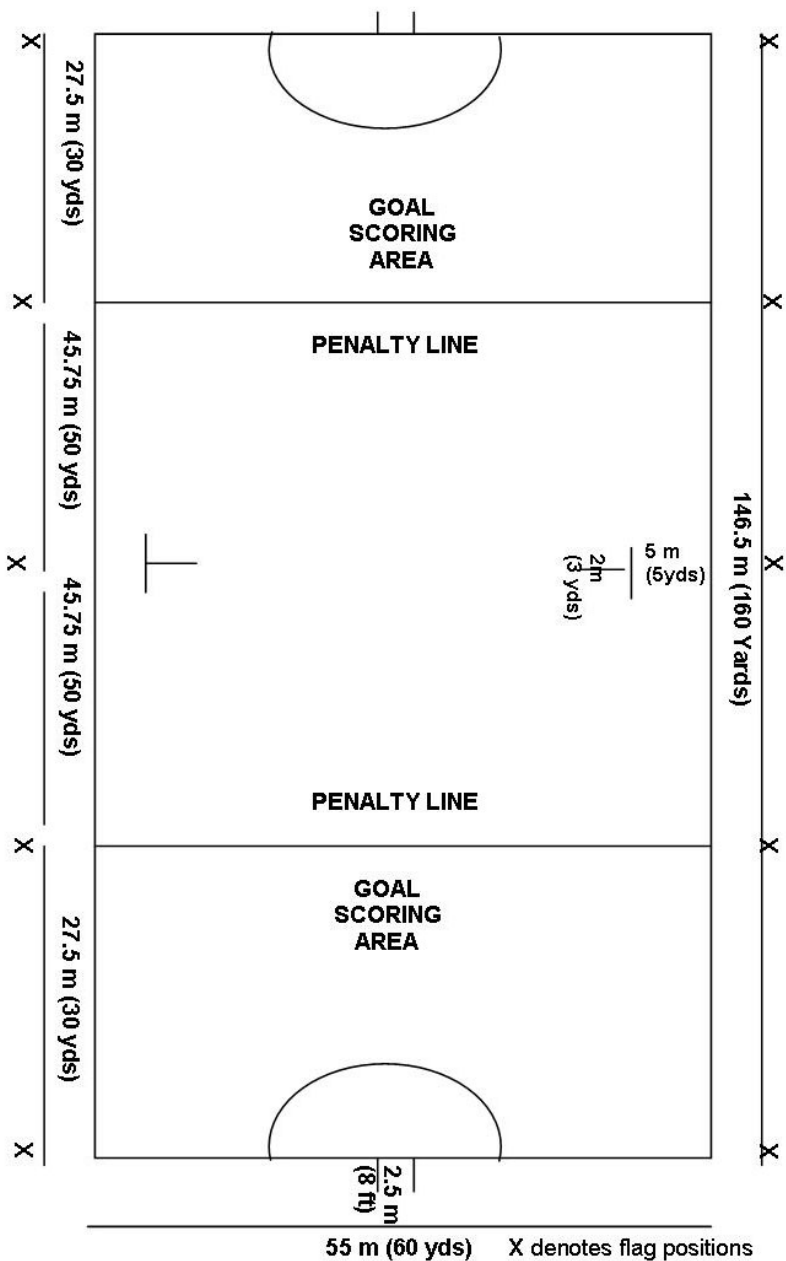 X
X
27.5 m (30 yds)
GOAL
SCORING
AREA
X
X
PENALTY LINE
45.75 m (50 yds)
146.5 m (160 Yards)
5 m
(5yds)
2m
(3 yds)
X
X
45.75 m (50 yds)
PENALTY LINE
X
X
GOAL
SCORING
AREA
27.5 m (30 yds)
X
X
2.5 m
(8 ft)
55 m (60 yds) X denotes flag positions